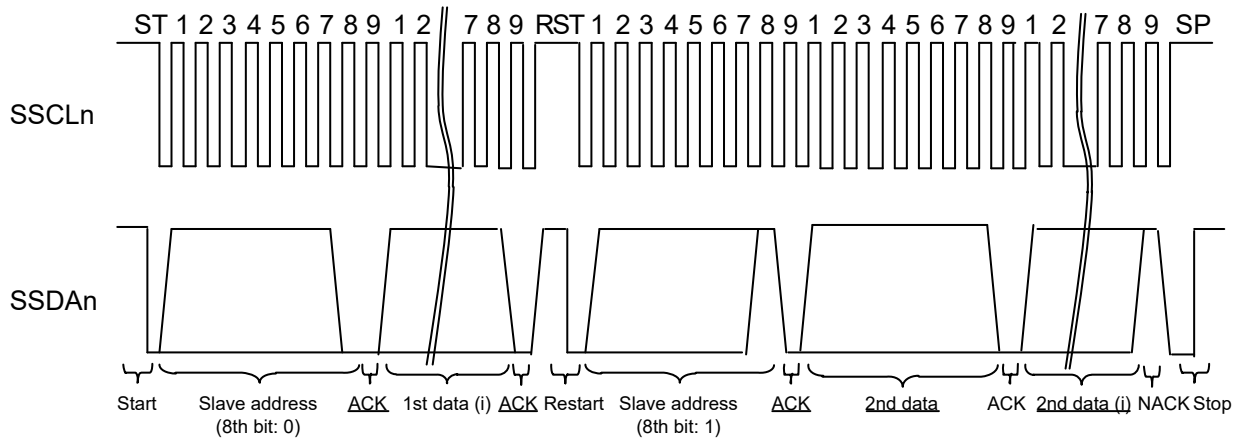 ST 1 2 3 4 5 6 7 8 9 1 2 7 8 9 RST 1 2 3 4 5 6 7 8 9 1 2 3 4 5 6 7 8 9 1 2 7 8 9 SP
SSCLn
SSDAn
Start Slave address ACK 1st data (i) ACK Restart Slave address ACK 2nd data ACK 2nd data (i) NACK Stop
(8th bit: 0) (8th bit: 1)